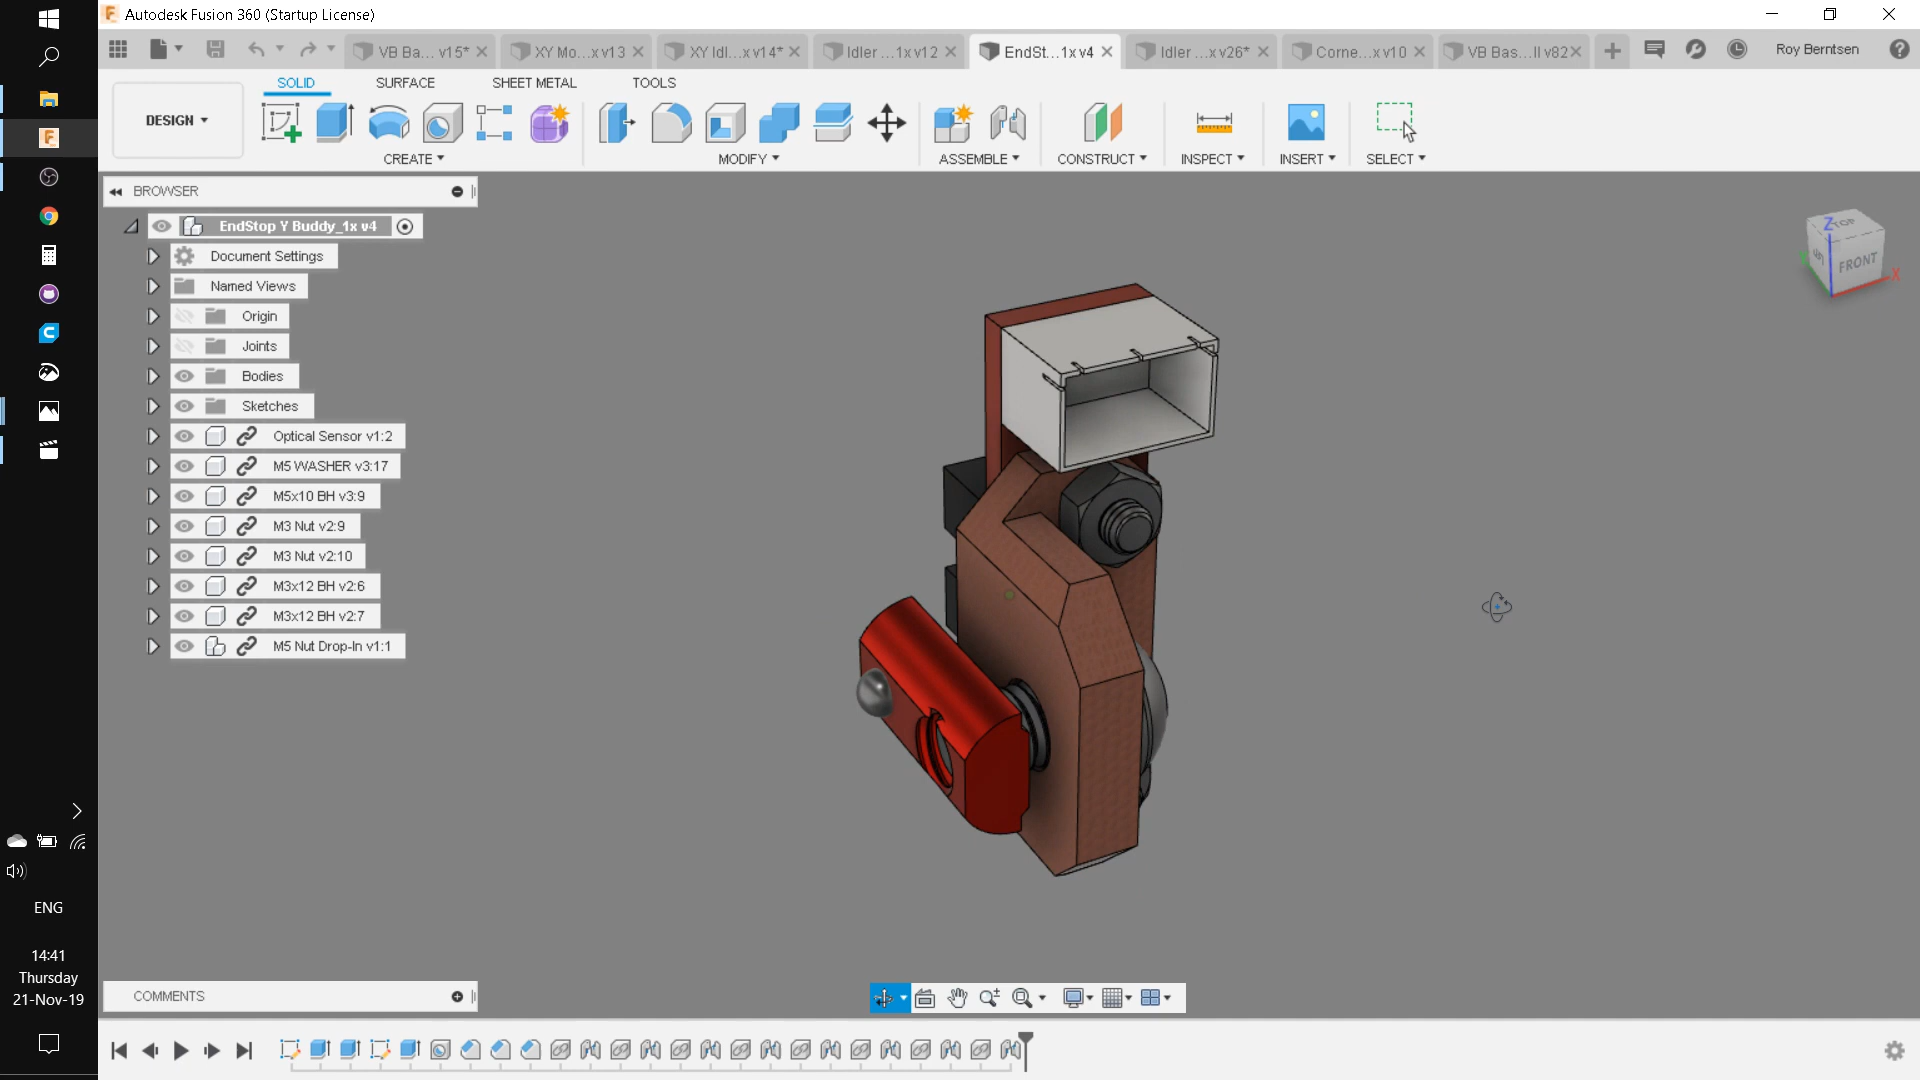 Autodesk Fusion 360 (Startup License)
VB Ba... v15*
XY Mo...x v13
XY Idl...x v14*
Idler ...1x v12
EndSt...1x v4
Idler ...x v26*
Corne...x v10
VB Bas...ll v82
Roy Berntsen
SOLID
SURFACE
SHEET METAL
TOOLS
DESIGN
CREATE
MODIFY
ASSEMBLE
CONSTRUCT
INSPECT
INSERT
SELECT
BROWSER
EndStop Y Buddy_1x v4
Document Settings
Named Views
Origin
Joints
Bodies
Sketches
Optical Sensor v1:2
M5 WASHER v3:17
M5x10 BH v3:9
M3 Nut v2:9
M3 Nut v2:10
M3x12 BH v2:6
M3x12 BH v2:7
M5 Nut Drop-In v1:1
Z
TOP
FRONT
X
ENG
14:41
Thursday
21-Nov-19
COMMENTS